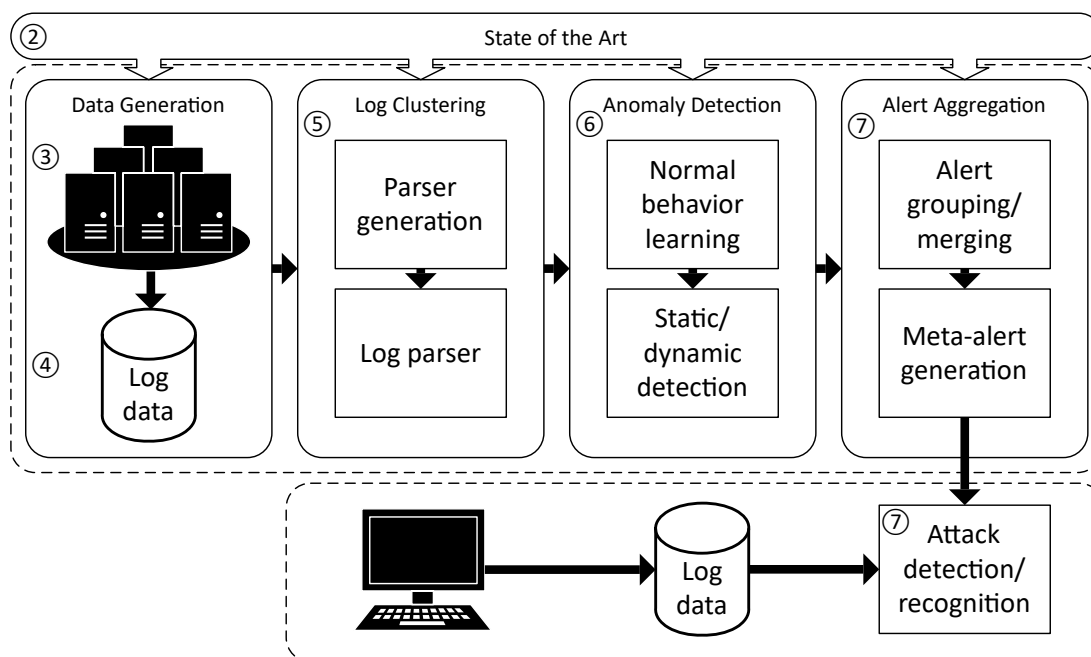 ② State of the Art
Data Generation
③
④
Log
data
Log Clustering
⑤
Parser
generation
Log parser
Anomaly Detection
⑥
Normal
behavior
learning
Static/
dynamic
detection
Alert Aggregation
⑦
Alert
grouping/
merging
Meta-alert
generation
Log
data
⑦
Attack
detection/
recognition